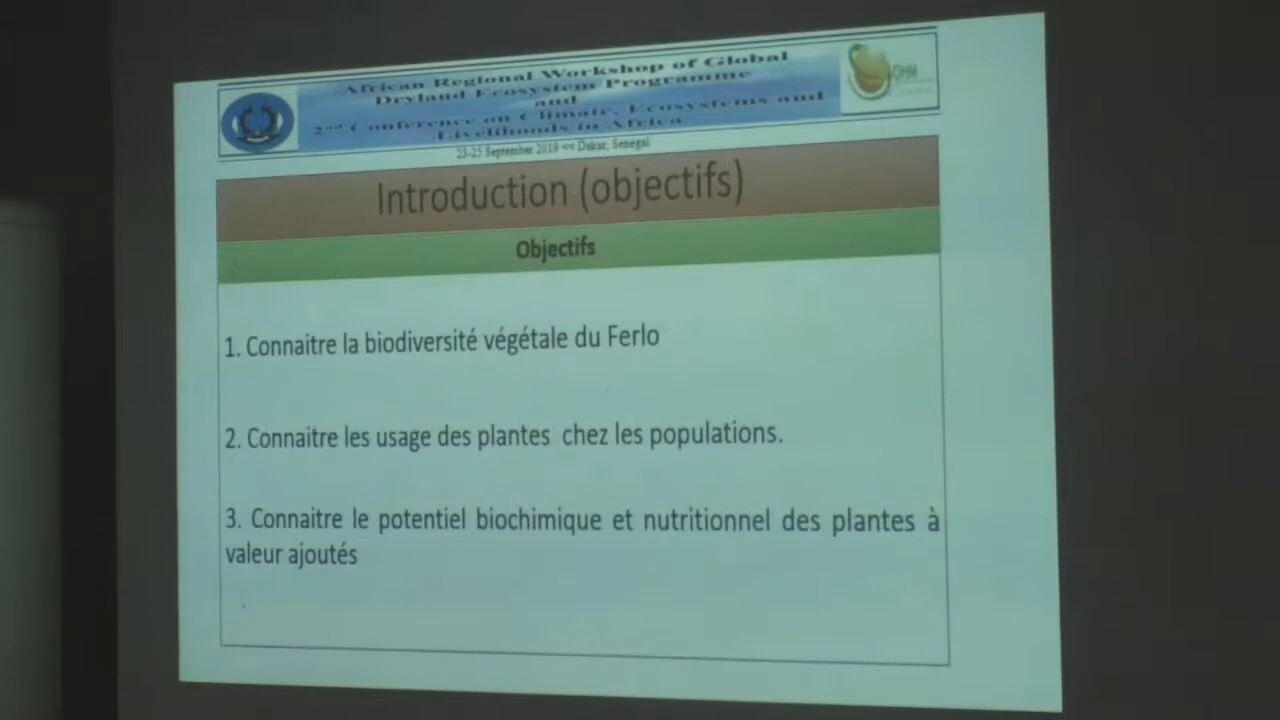 African Regional Workshop of Global
Dryland Ecosystem Programme
and
2nd Conference on Climate, Ecosystems and
Livelihoods in Africa
23-25 September 2019 << Dakar, Senegal
OHM
Introduction (objectifs)
Objectifs
1. Connaitre la biodiversité végétale du Ferlo
2. Connaitre les usage des plantes chez les populations.
3. Connaitre le potentiel biochimique et nutritionnel des plantes à
valeur ajoutés